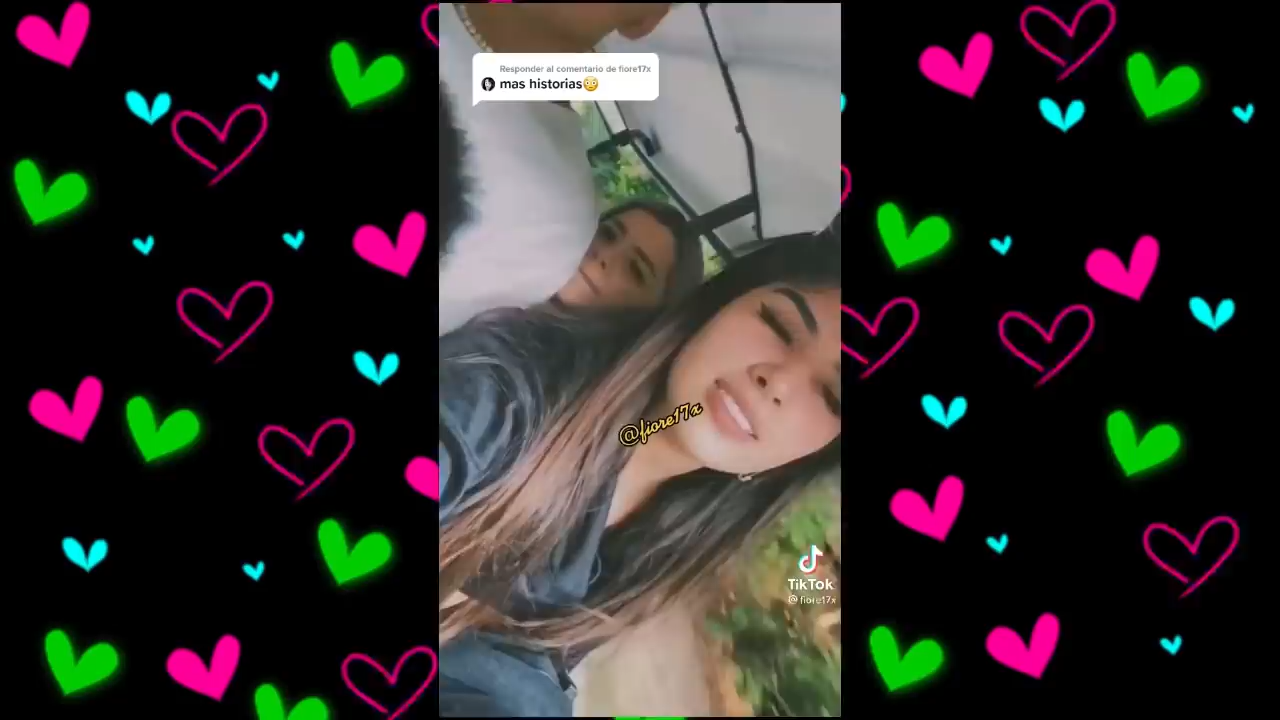 Responder al comentario de fiore17x
mas historias😳
@fiore17x
TikTok
@fiore17x